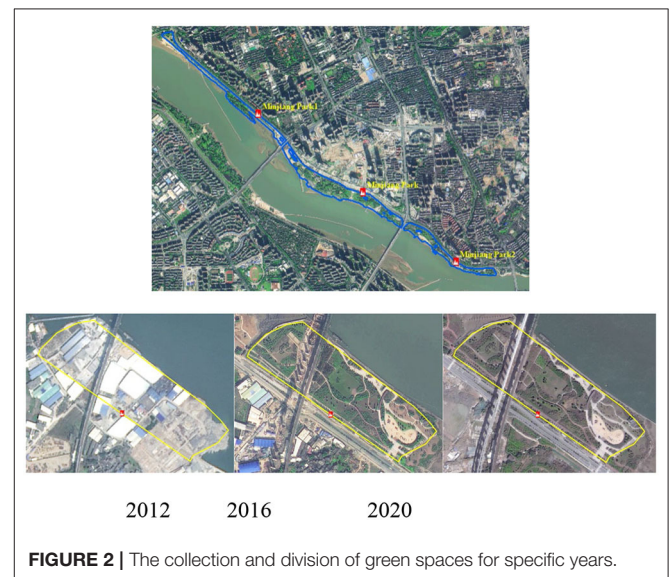 Minjiang Park1
Minjiang Park
Minjiang Park2
2012 2016 2020
FIGURE 2 | The collection and division of green spaces for specific years.